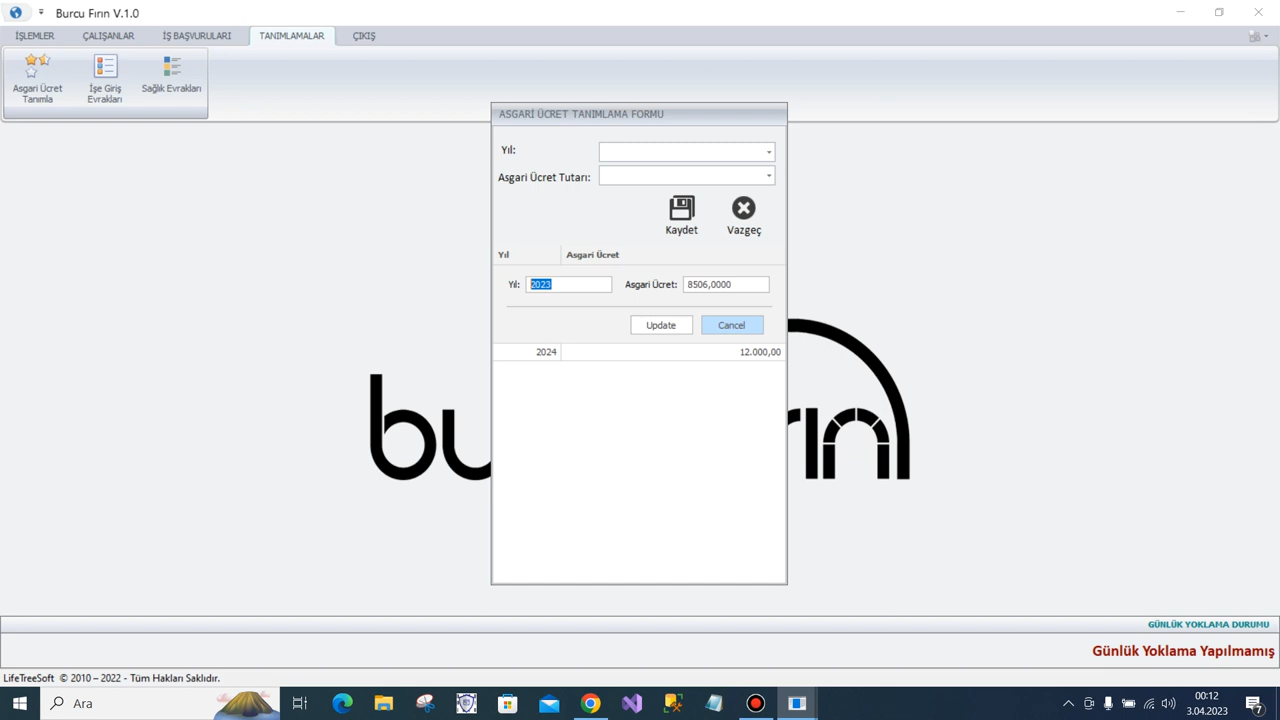 Burcu Fırın V.1.0
İŞLEMLER ÇALIŞANLAR İŞ BAŞVURULARI TANIMLAMALAR ÇIKIŞ
Asgari Ücret Tanımla
İşe Giriş Evrakları
Sağlık Evrakları
ASGARİ ÜCRET TANIMLAMA FORMU
Yıl:
Asgari Ücret Tutarı:
Kaydet Vazgeç
Yıl Asgari Ücret
Yıl: 2023 Asgari Ücret: 8506,0000
Update Cancel
2024 12.000,00
bu rın
GÜNLÜK YOKLAMA DURUMU
Günlük Yoklama Yapılmamış
LifeTreeSoft © 2010 – 2022 - Tüm Hakları Saklıdır.
Ara
00:12
3.04.2023
7